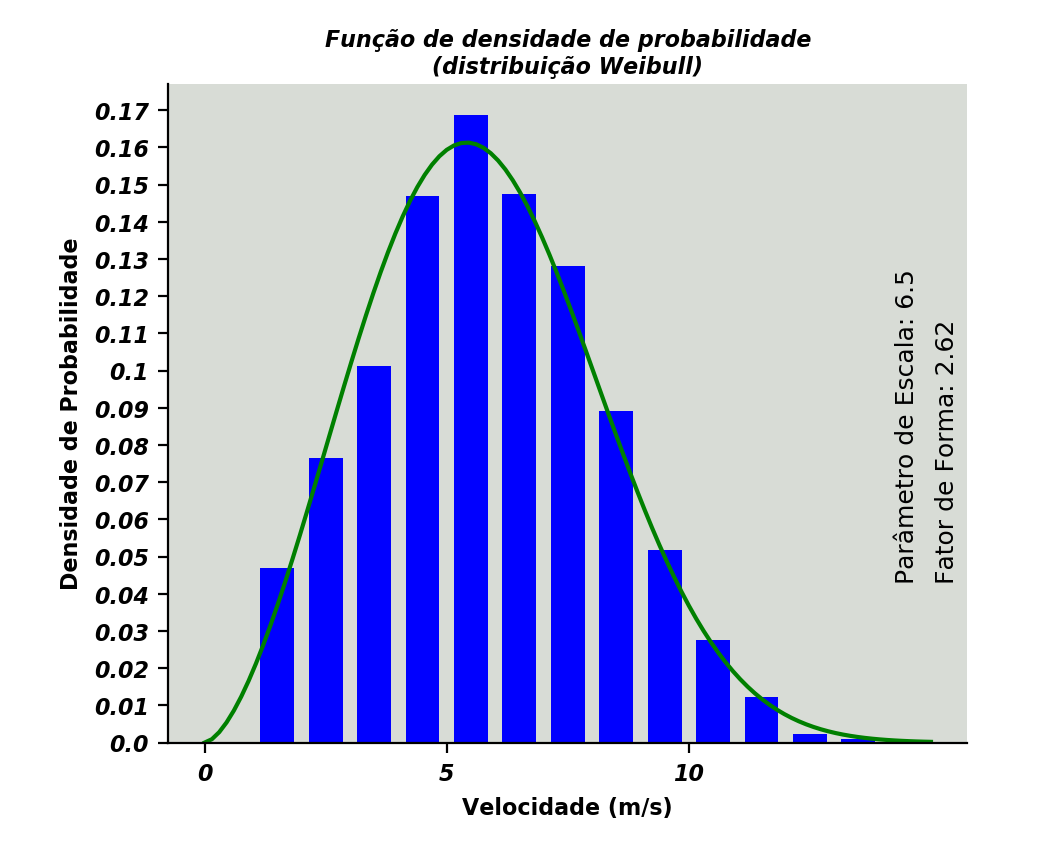 Função de densidade de probabilidade
(distribuição Weibull)
Densidade de Probabilidade
0.17
0.16
0.15
0.14
0.13
0.12
0.11
0.1
0.09
0.08
0.07
0.06
0.05
0.04
0.03
0.02
0.01
0.0
Parâmetro de Escala: 6.5
Fator de Forma: 2.62
0 5 10
Velocidade (m/s)